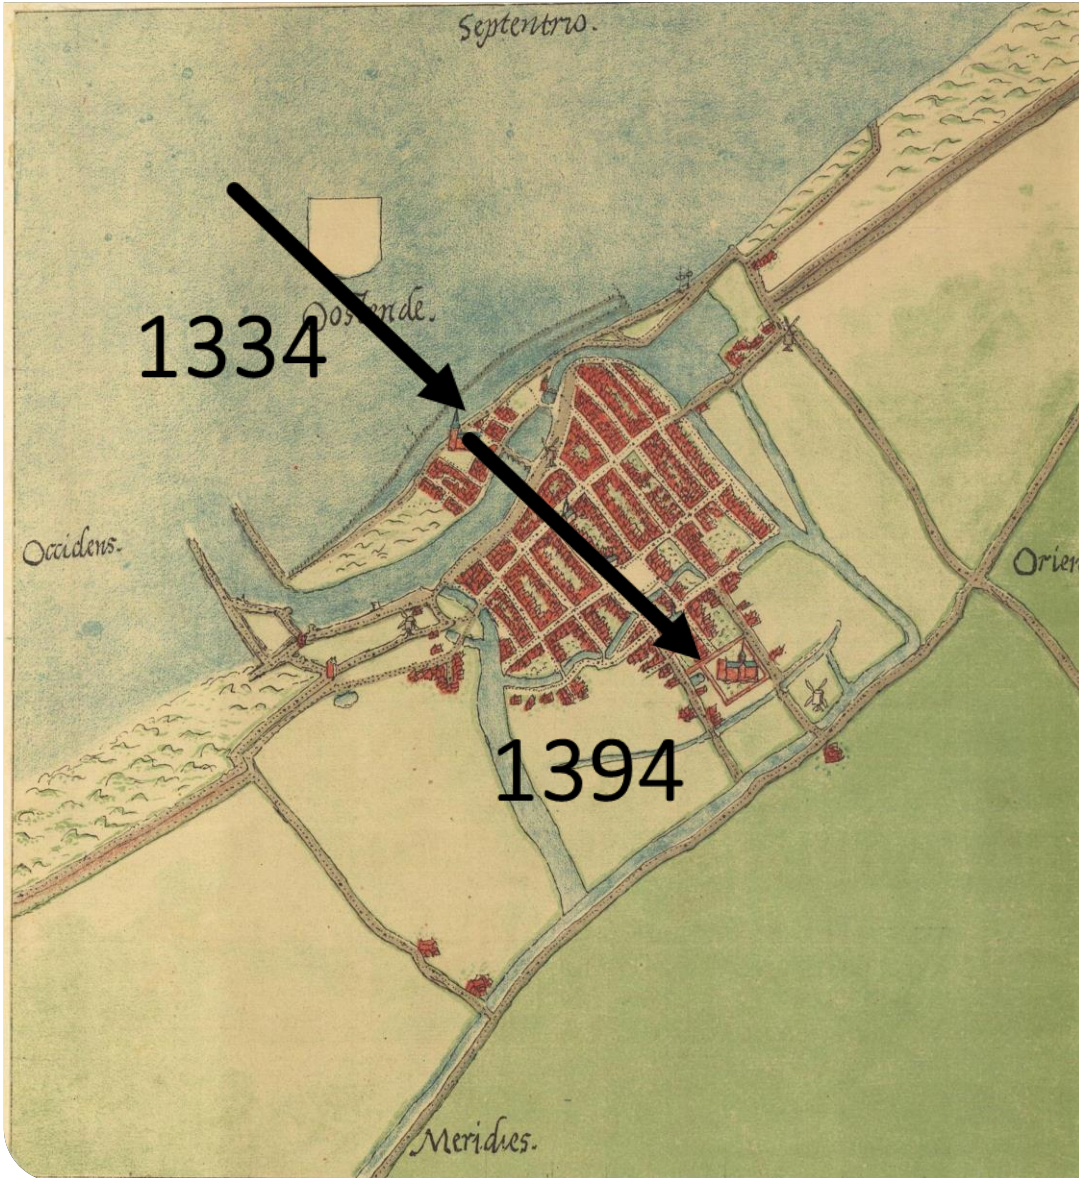 Septentrio.
Oostende.
1334
Occidens.
Orien
1394
Meridies.